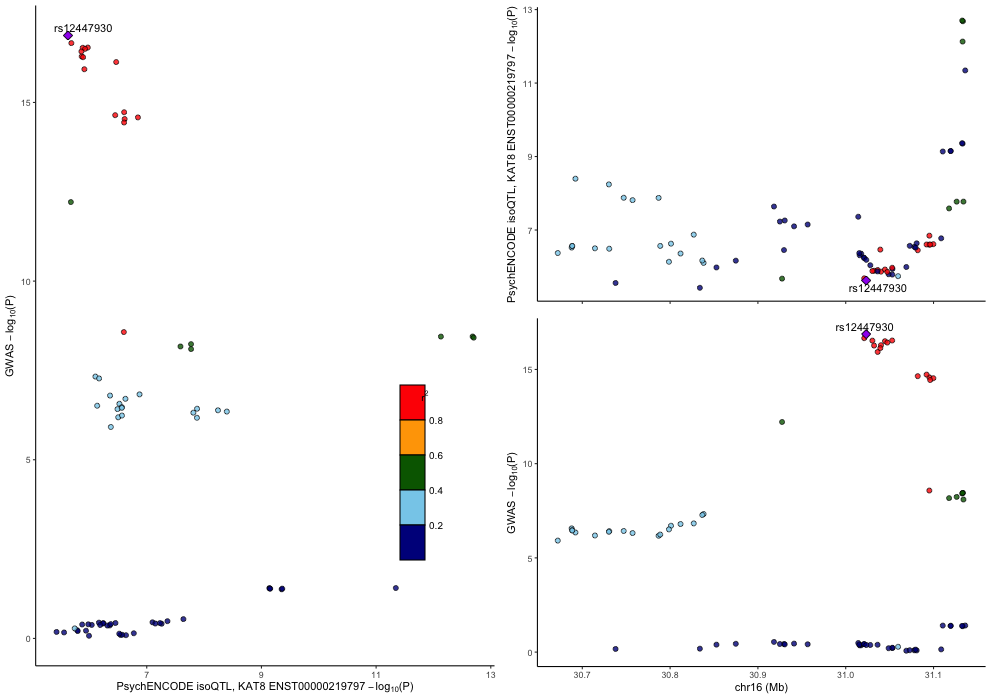 rs12447930
15
10
5
0
GWAS −log10(P)
7
9
11
13
PsychENCODE isoQTL, KAT8 ENST00000219797 −log10(P)
r2
0.8
0.6
0.4
0.2
13
11
9
7
PsychENCODE isoQTL, KAT8 ENST00000219797 −log10(P)
rs12447930
rs12447930
15
10
5
0
GWAS −log10(P)
30.7
30.8
30.9
31.0
31.1
chr16 (Mb)